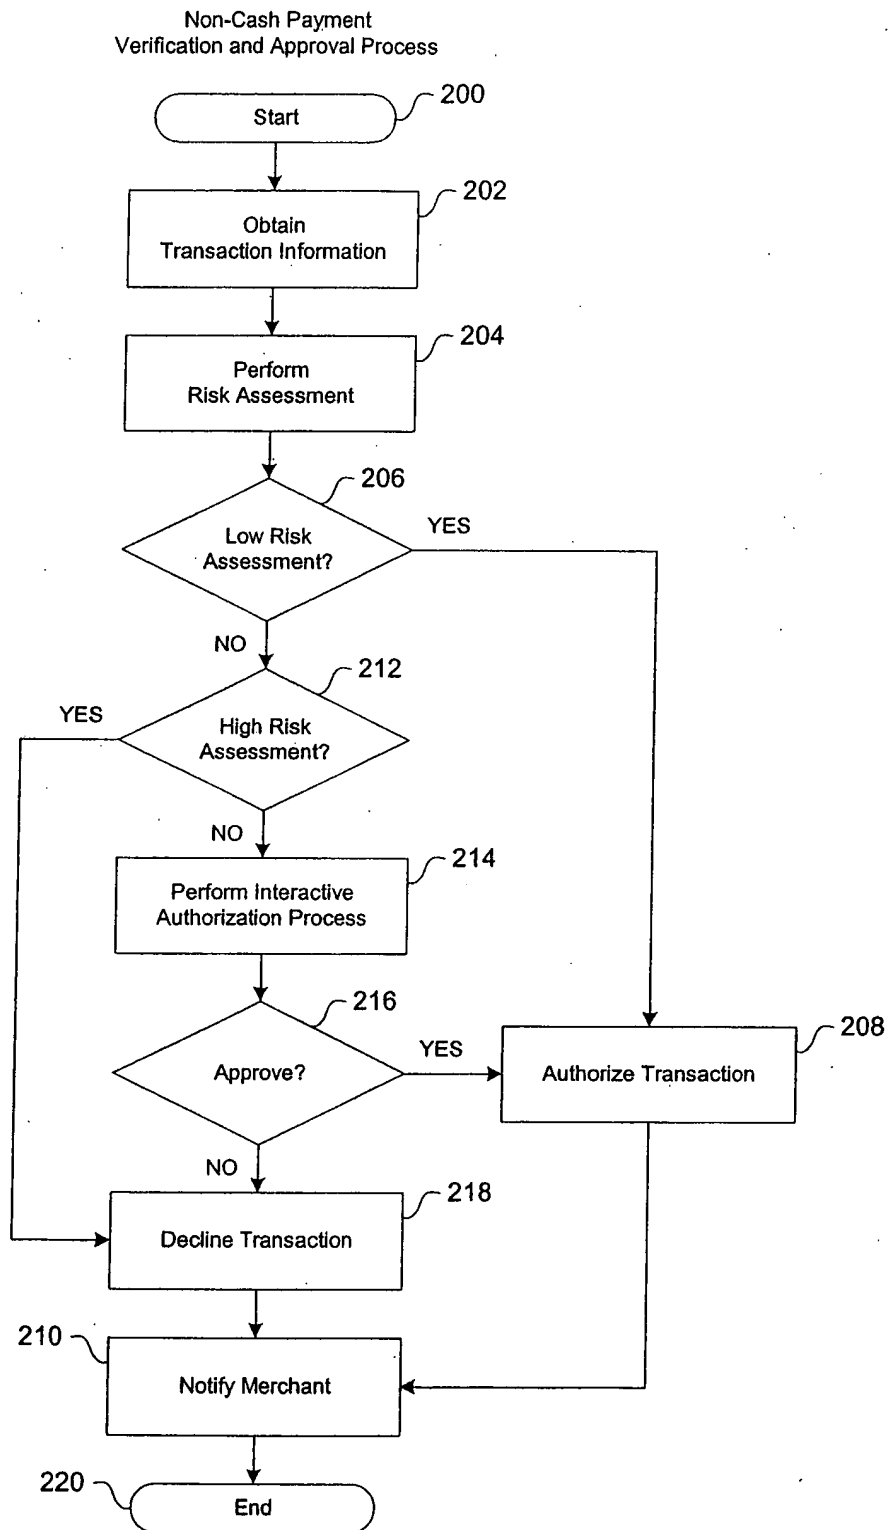 Non-Cash Payment
Verification and Approval Process
Start
200
Obtain
Transaction Information
202
Perform
Risk Assessment
204
Low Risk
Assessment?
206
YES
NO
High Risk
Assessment?
212
YES
NO
Perform Interactive
Authorization Process
214
Approve?
216
YES
Authorize Transaction
208
NO
Decline Transaction
218
210
Notify Merchant
220
End